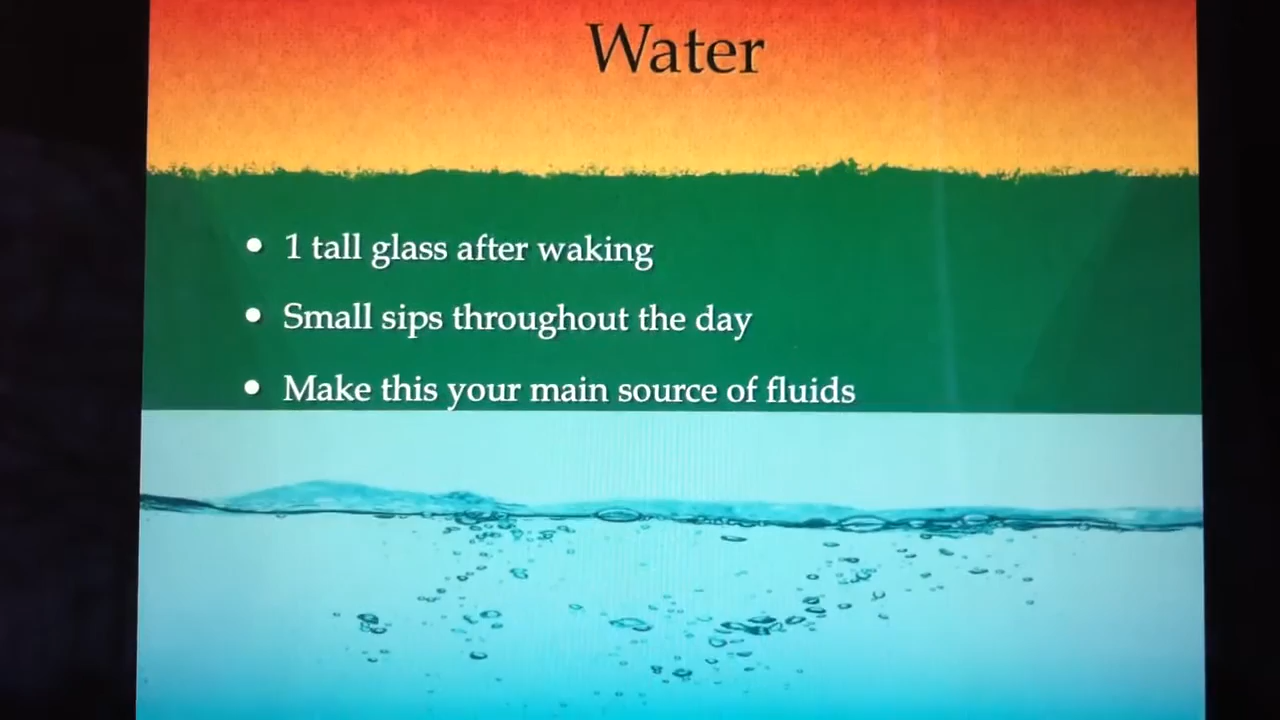 Water
• 1 tall glass after waking
• Small sips throughout the day
• Make this your main source of fluids